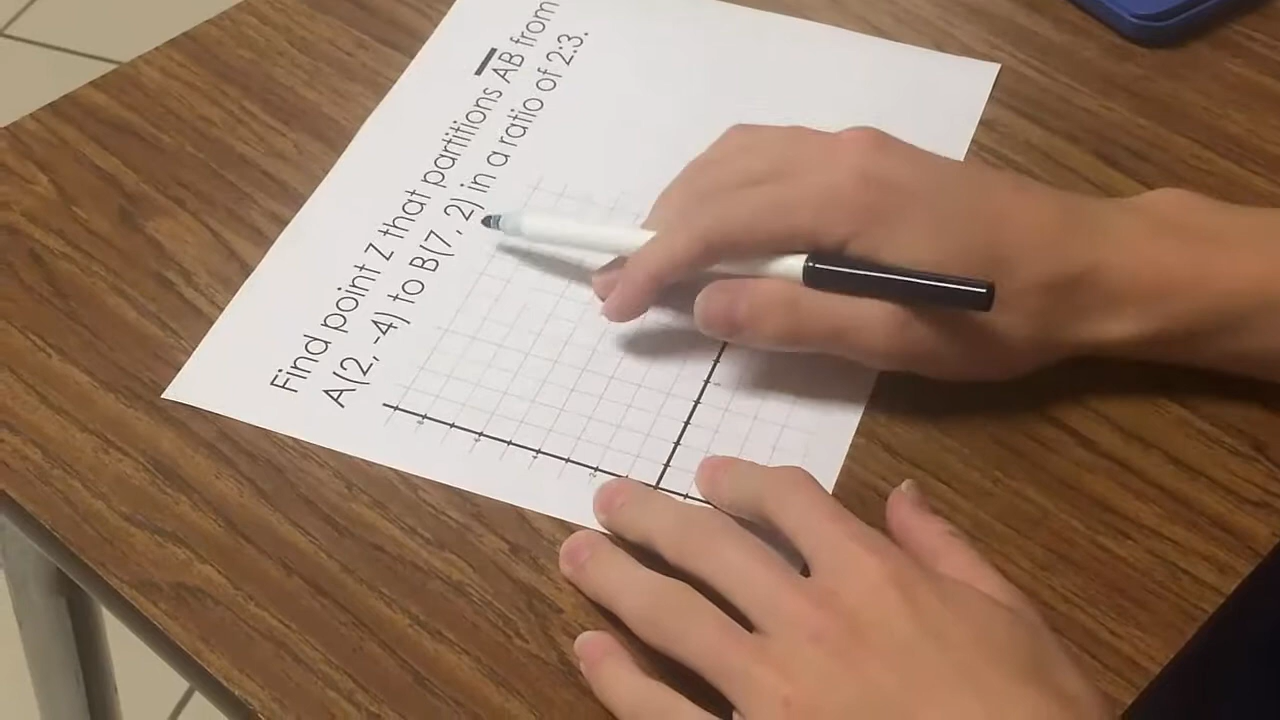 Find point Z that partitions AB from
A(2, -4) to B(7, 2) in a ratio of 2:3.